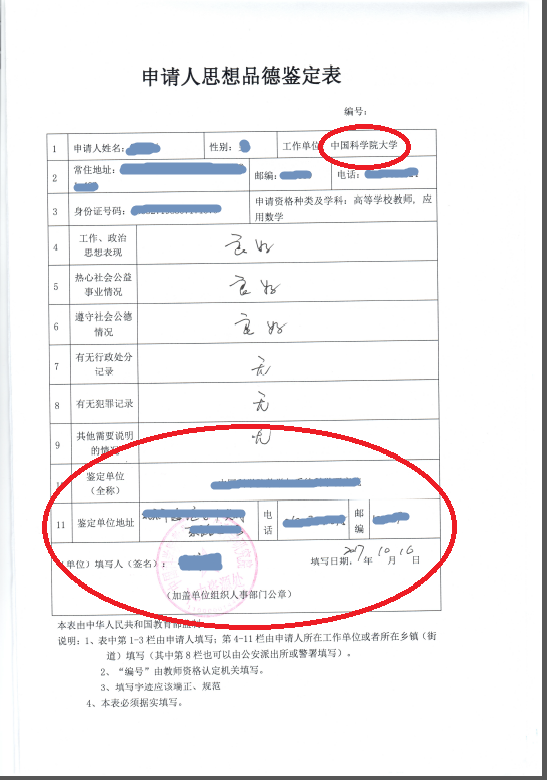 申请人思想品德鉴定表
编号：
1 申请人姓名： 性别： 工作单位 中国科学院大学
2 常住地址： 邮编： 电话：
3 身份证号码： 申请资格种类及学科：高等学校教师，应
用数学
4 工作、政治
思想表现 良好
5 热心社会公益
事业情况 良好
6 遵守社会公德
情况 良好
7 有无行政处分
记录 无
8 有无犯罪记录 无
9 其他需要说明
的情况 无
10 鉴定单位
（全称）
11 鉴定单位地址 电话 邮编
（单位）填写人（签名）： 填写日期：2017年10月16日
（加盖单位组织人事部门公章）
本表由中华人民共和国教育部监制
说明：1、表中第 1-3 栏由申请人填写；第 4-11 栏由申请人所在工作单位或者所在乡镇（街
道）填写（其中第 8 栏也可以由公安派出所或警署填写）。
2、“编号”由教师资格认定机关填写。
3、填写字迹应该端正、规范
4、本表必须据实填写。